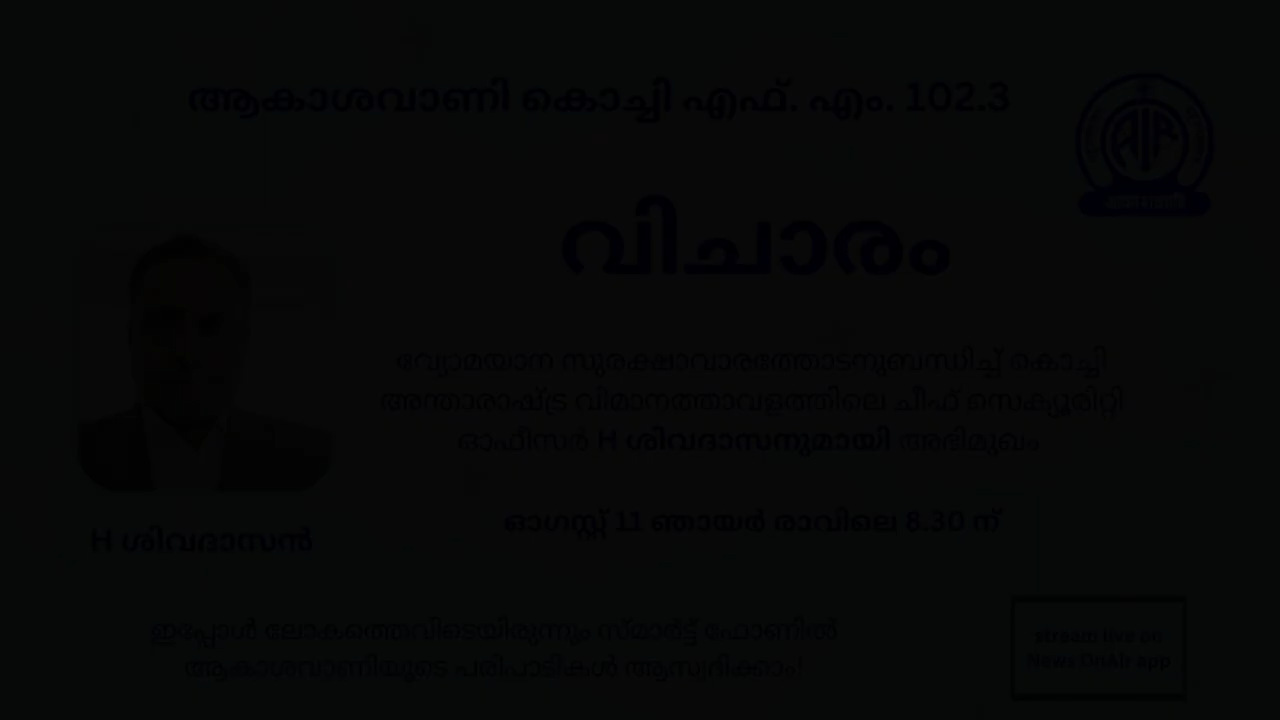 ആകാശവാണി കൊച്ചി എഫ്. എം. 102.3
AIR
വിചാരം
വ്യോമയാന സുരക്ഷാവാരത്തോടനുബന്ധിച്ച് കൊച്ചി
അന്താരാഷ്ട്ര വിമാനത്താവളത്തിലെ ചീഫ് സെക്യൂരിറ്റി
ഓഫീസർ H ശിവദാസനുമായി അഭിമുഖം
ഓഗസ്റ്റ് 11 ഞായർ രാവിലെ 8.30 ന്
H ശിവദാസൻ
ഇപ്പോൾ ലോകത്തെവിടെയിരുന്നും സ്മാർട്ട് ഫോണിൽ
ആകാശവാണിയുടെ പരിപാടികൾ ആസ്വദിക്കാം!
stream live on
News OnAir app